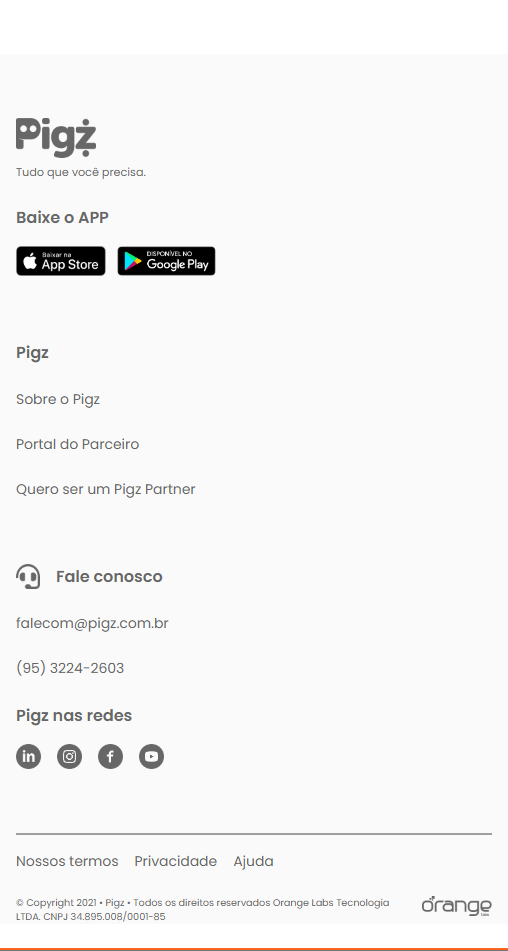 Pigz
Tudo que você precisa.
Baixe o APP
Baixar na
App Store
DISPONÍVEL NO
Google Play
Pigz
Sobre o Pigz
Portal do Parceiro
Quero ser um Pigz Partner
Fale conosco
falecom@pigz.com.br
(95) 3224-2603
Pigz nas redes
in
f
Nossos termos Privacidade Ajuda
© Copyright 2021 • Pigz • Todos os direitos reservados Orange Labs Tecnologia
LTDA. CNPJ 34.895.008/0001-85
orange
labs